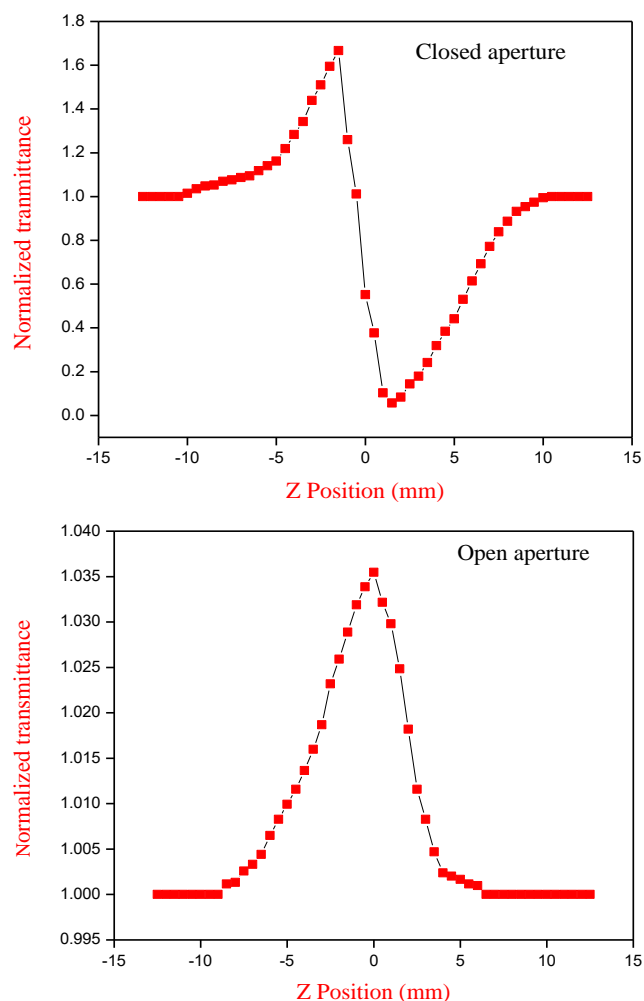 1.8
Closed aperture
1.6
1.4
1.2
1.0
0.8
0.6
0.4
0.2
0.0
Normalized tranmittance
-15 -10 -5 0 5 10 15
Z Position (mm)
1.040
Open aperture
1.035
1.030
1.025
1.020
1.015
1.010
1.005
1.000
0.995
Normalized transmittance
-15 -10 -5 0 5 10 15
Z Position (mm)